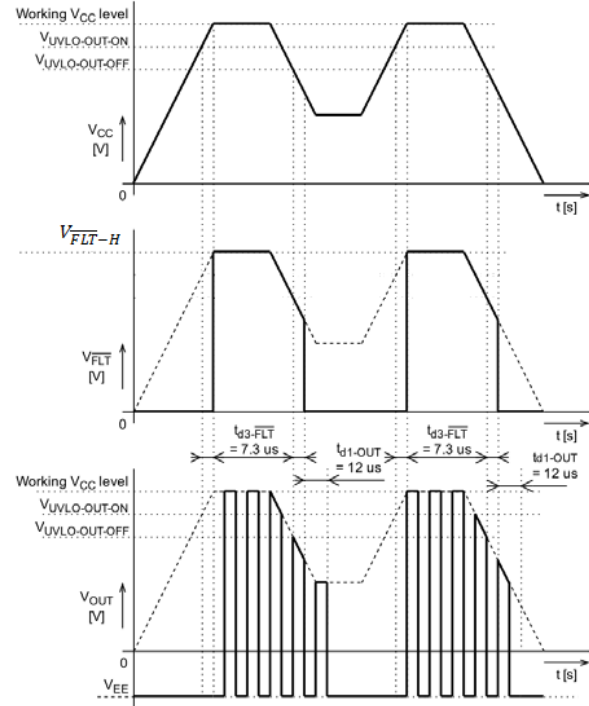 Working VCC level
VUVLO-OUT-ON
VUVLO-OUT-OFF
VCC
[V]
0
t [s]
VFLT-H
VFLT
[V]
0
t [s]
td3-FLT
= 7.3 us
td1-OUT
= 12 us
td3-FLT
= 7.3 us
td1-OUT
= 12 us
Working VCC level
VUVLO-OUT-ON
VUVLO-OUT-OFF
VOUT
[V]
0
t [s]
VEE